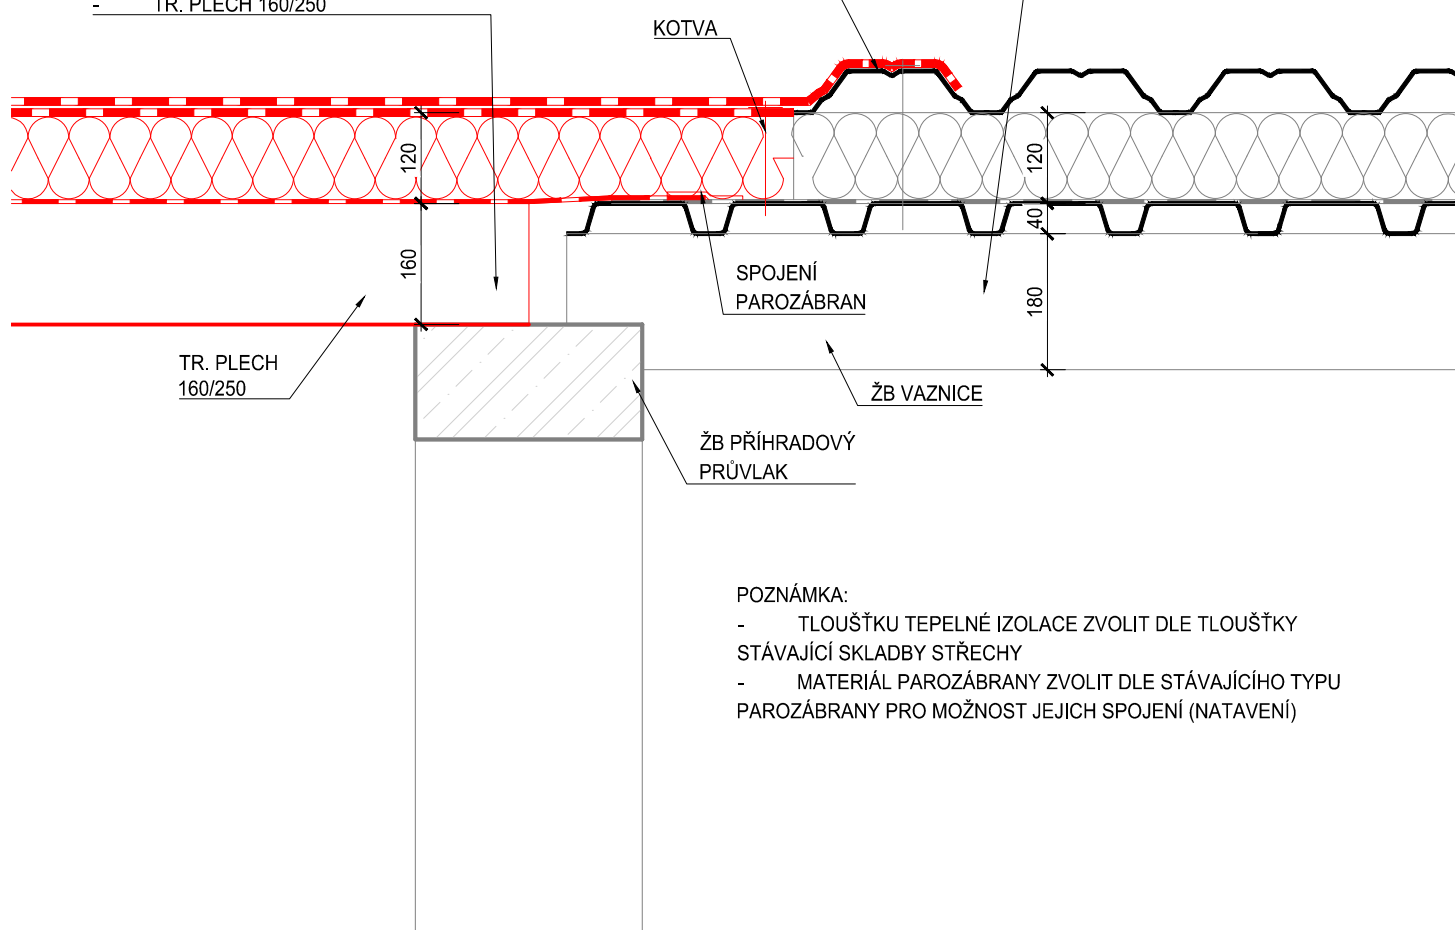 - TR. PLECH 160/250
KOTVA
120
120
40
160
180
SPOJENÍ
PAROZÁBRAN
TR. PLECH
160/250
ŽB VAZNICE
ŽB PŘÍHRADOVÝ
PRŮVLAK
POZNÁMKA:
- TLOUŠŤKU TEPELNÉ IZOLACE ZVOLIT DLE TLOUŠŤKY
STÁVAJÍCÍ SKLADBY STŘECHY
- MATERIÁL PAROZÁBRANY ZVOLIT DLE STÁVAJÍCÍHO TYPU
PAROZÁBRANY PRO MOŽNOST JEJICH SPOJENÍ (NATAVENÍ)